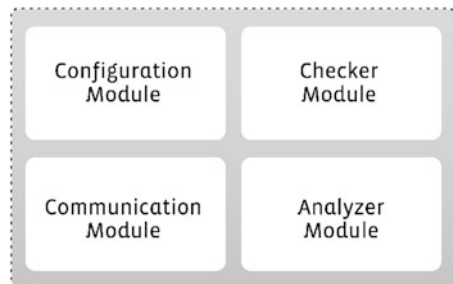 Configuration
Module
Checker
Module
Communication
Module
Analyzer
Module